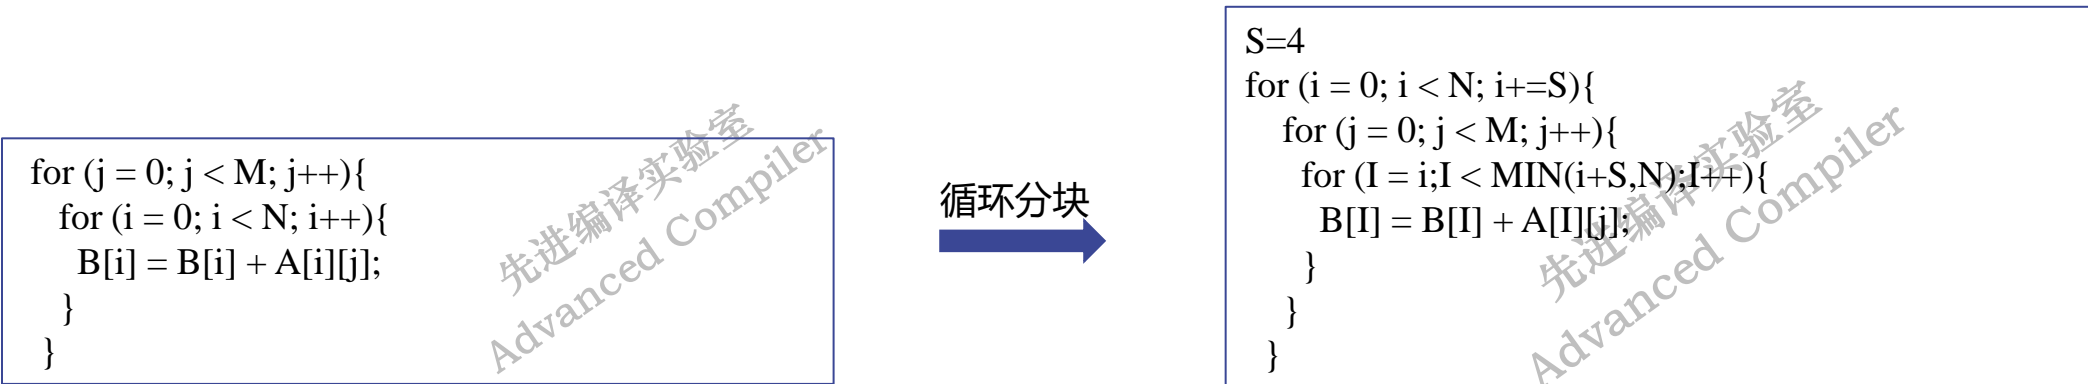 for (j = 0; j < M; j++){
for (i = 0; i < N; i++){
B[i] = B[i] + A[i][j];
}
}
先进编译实验室
Advanced Compiler
循环分块
S=4
for (i = 0; i < N; i+=S){
for (j = 0; j < M; j++){
for (I = i;I < MIN(i+S,N);I++){
B[I] = B[I] + A[I][j];
}
}
}
先进编译实验室
Advanced Compiler